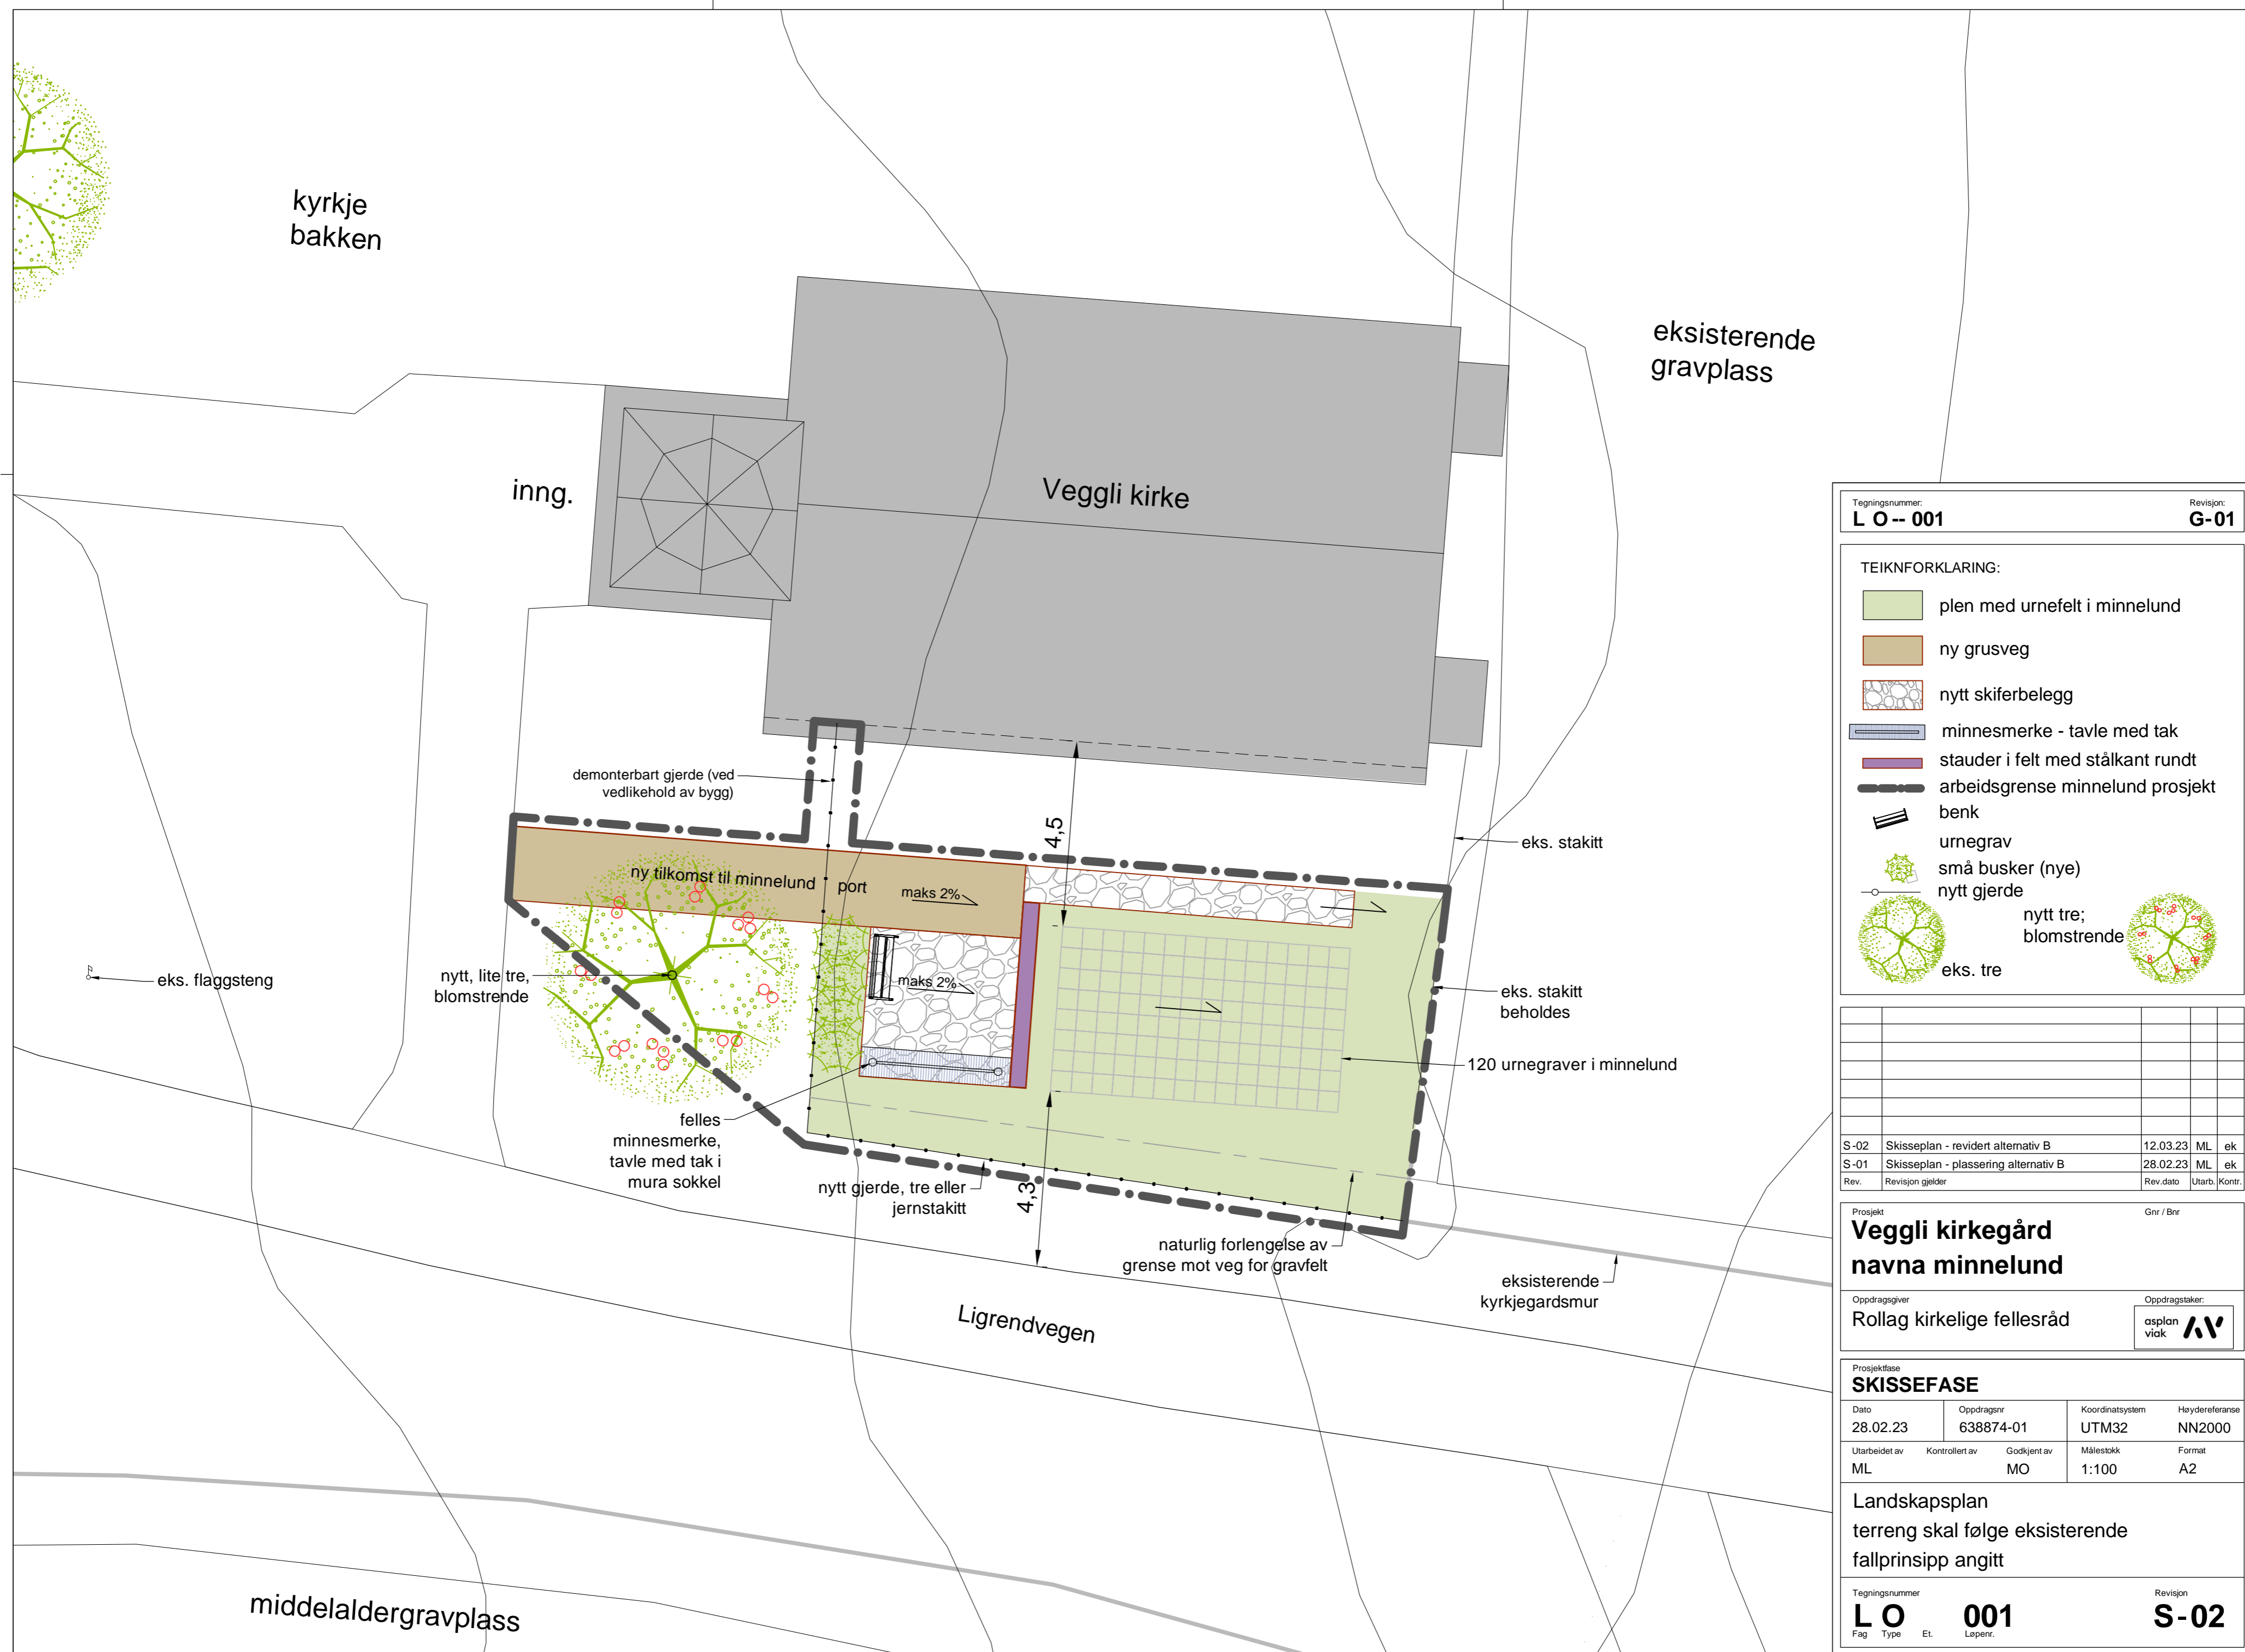 kyrkje
bakken
eksisterende
gravplass
inng.
Veggli kirke
demonterbart gjerde (ved
vedlikehold av bygg)
4,5
eks. stakitt
ny tilkomst til minnelund
port
maks 2%
eks. flaggsteng
nytt, lite tre,
blomstrende
maks 2%
eks. stakitt
beholdes
120 urnegraver i minnelund
felles
minnesmerke,
tavle med tak i
mura sokkel
nytt gjerde, tre eller
jernstakitt
4,3
naturlig forlengelse av
grense mot veg for gravfelt
eksisterende
kyrkjegardsmur
Ligrendvegen
middelaldergravplass
Tegningsnummer: Revisjon:
L O -- 001 G-01
TEIKNFORKLARING:
plen med urnefelt i minnelund
ny grusveg
nytt skiferbelegg
minnesmerke - tavle med tak
stauder i felt med stålkant rundt
arbeidsgrense minnelund prosjekt
benk
urnegrav
små busker (nye)
nytt gjerde
nytt tre;
blomstrende
eks. tre
S-02 Skisseplan - revidert alternativ B 12.03.23 ML ek
S-01 Skisseplan - plassering alternativ B 28.02.23 ML ek
Rev. Revisjon gjelder Rev.dato Utarb. Kontr.
Prosjekt Gnr / Bnr
Veggli kirkegård
navna minnelund
Oppdragsgiver Oppdragstaker:
Rollag kirkelige fellesråd
asplan
viak
Prosjektfase
SKISSEFASE
Dato Oppdragsnr Koordinatsystem Høydereferanse
28.02.23 638874-01 UTM32 NN2000
Utarbeidet av Kontrollert av Godkjent av Målestokk Format
ML MO 1:100 A2
Landskapsplan
terreng skal følge eksisterende
fallprinsipp angitt
Tegningsnummer Revisjon
L O 001 S-02
Fag Type Et. Løpenr.